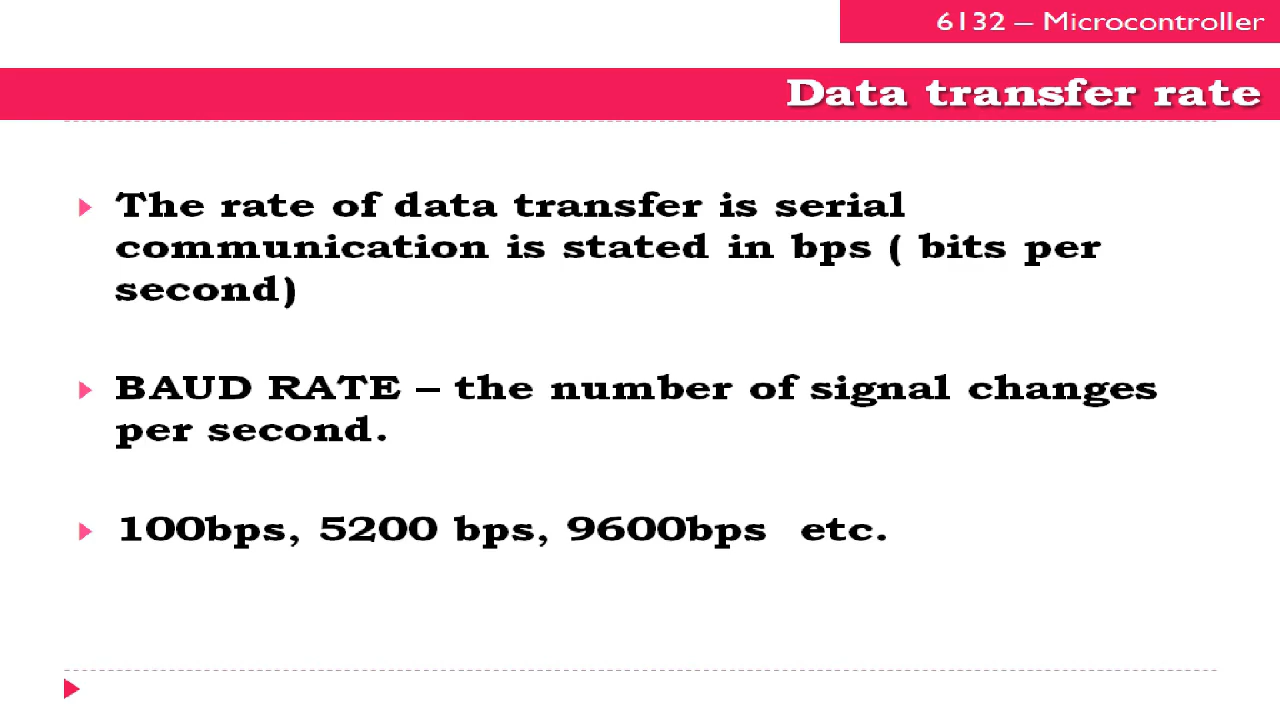 6132 – Microcontroller
Data transfer rate
The rate of data transfer is serial
communication is stated in bps ( bits per
second)
BAUD RATE – the number of signal changes
per second.
100bps, 5200 bps, 9600bps  etc.